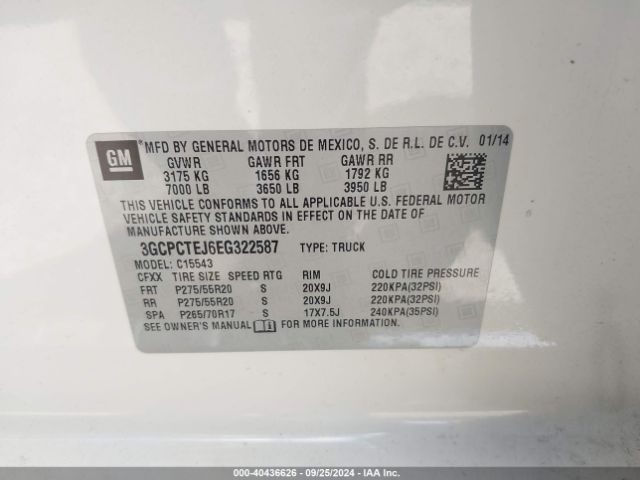 GM *MFD BY GENERAL MOTORS DE MEXICO, S. DE R.L. DE C.V. 01/14
GVWR GAWR FRT GAWR RR
3175 KG 1656 KG 1792 KG
7000 LB 3650 LB 3950 LB
THIS VEHICLE CONFORMS TO ALL APPLICABLE U.S. FEDERAL MOTOR
VEHICLE SAFETY STANDARDS IN EFFECT ON THE DATE OF
MANUFACTURE SHOWN ABOVE.
3GCPCTEJ6EG322587 TYPE: TRUCK
MODEL: C15543
CFXX TIRE SIZE SPEED RTG RIM COLD TIRE PRESSURE
FRT P275/55R20 S 20X9J 220KPA(32PSI)
RR P275/55R20 S 20X9J 220KPA(32PSI)
SPA P265/70R17 S 17X7.5J 240KPA(35PSI)
SEE OWNER'S MANUAL FOR MORE INFORMATION.
00-40436626 - 09/25/2024 - IAA Inc.